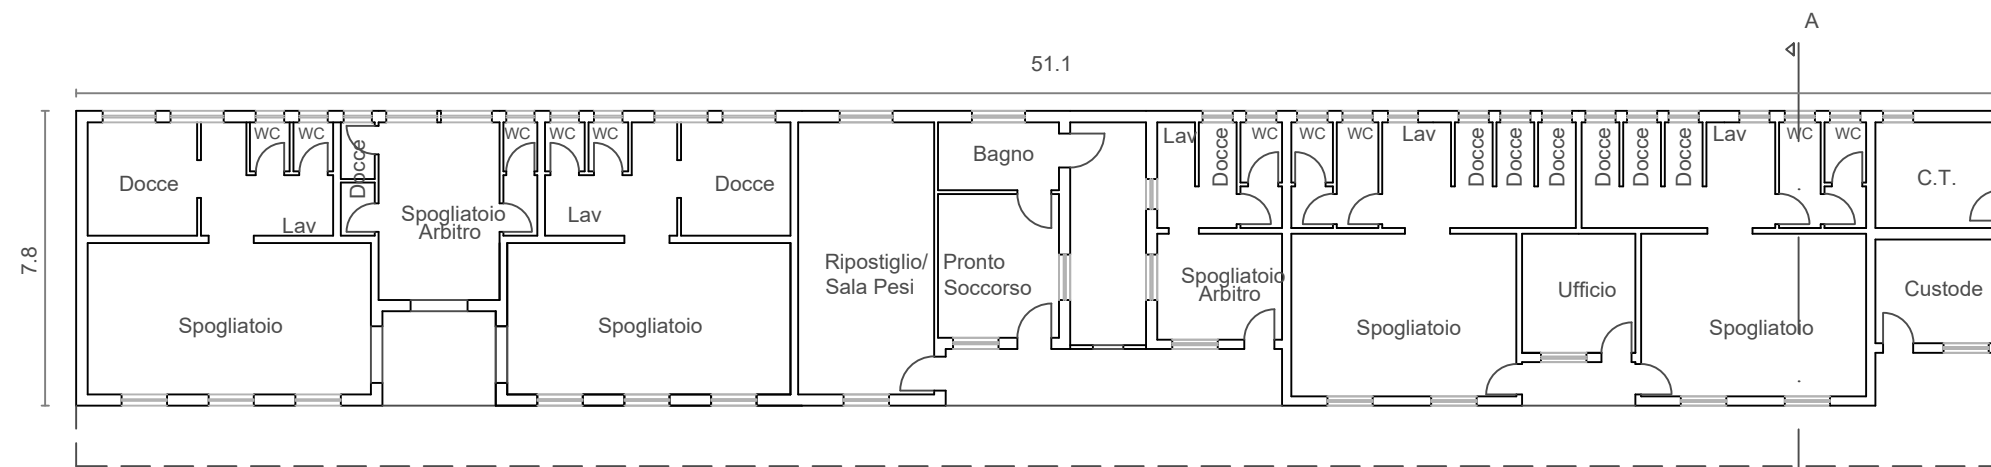 A
51.1
7.8
WC
WC
WC
WC
WC
Lav
WC
WC
WC
Lav
Lav
WC
WC
Docce
Docce
Docce
Docce
Docce
Docce
Docce
Docce
Docce
Bagno
Docce
Docce
C.T.
Lav
Lav
Spogliatoio
Arbitro
Ripostiglio/
Sala Pesi
Pronto
Soccorso
Spogliatoio
Arbitro
Ufficio
Custode
Spogliatoio
Spogliatoio
Spogliatoio
Spogliatoio